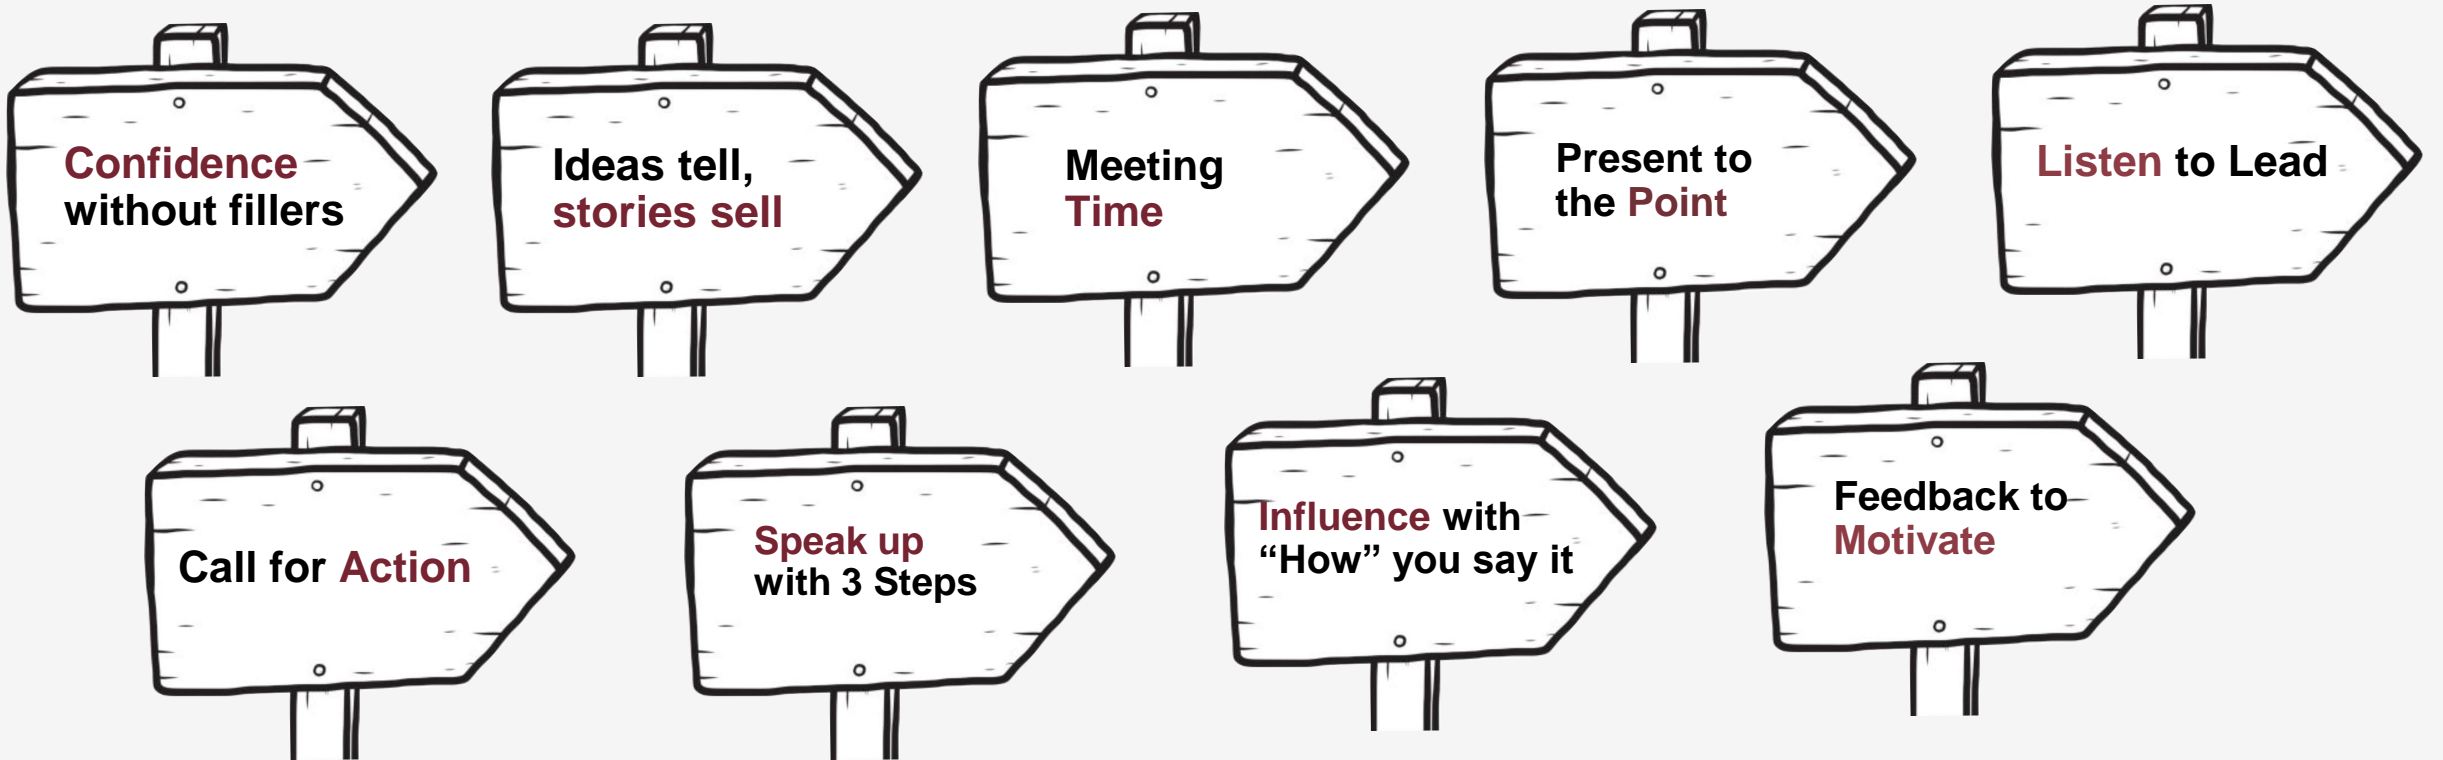 Confidence
without fillers
Ideas tell,
stories sell
Meeting
Time
Present to
the Point
Listen to Lead
Call for Action
Speak up
with 3 Steps
Influence with
“How” you say it
Feedback to
Motivate